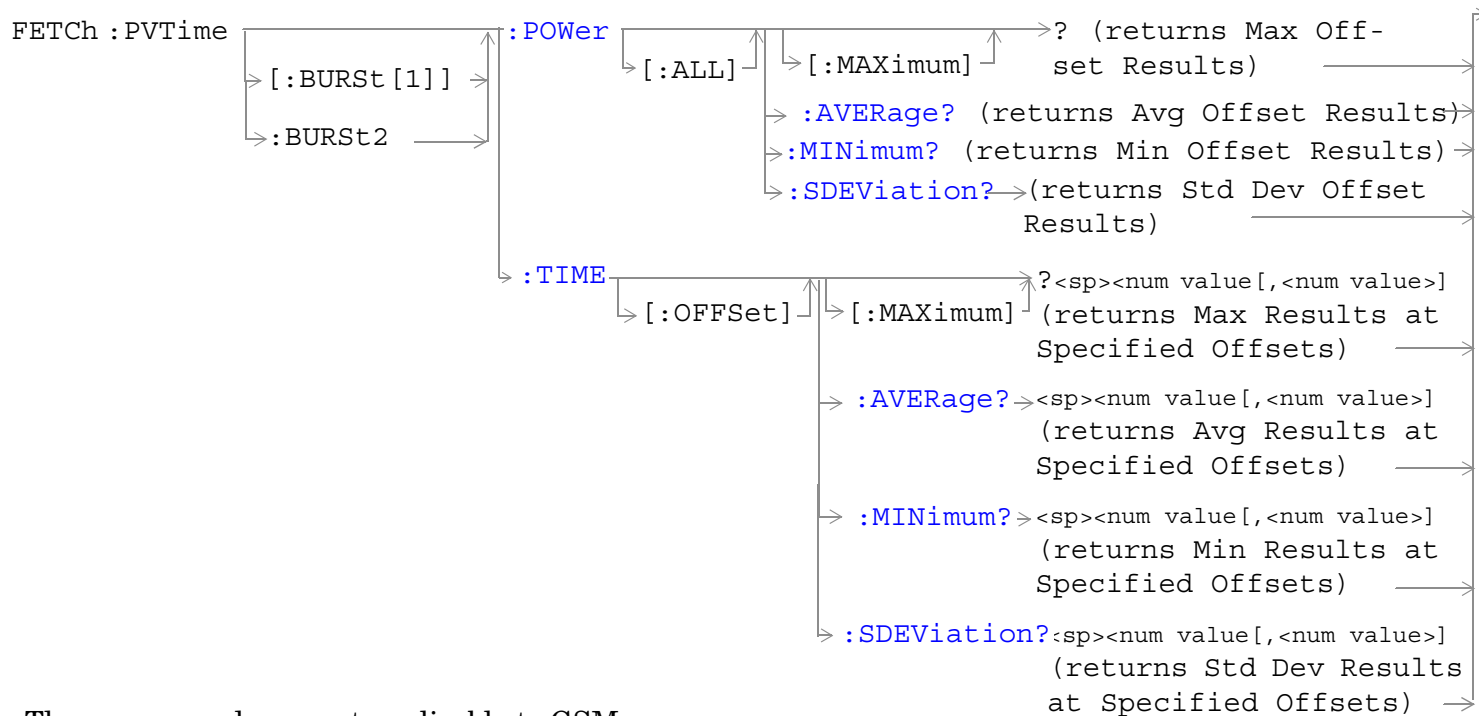 FETCh :PVTime :POWer ? (returns Max Off-
[:BURSt[1]] [:ALL] [:MAXimum] set Results)
:AVERage? (returns Avg Offset Results)
:BURSt2 :MINimum? (returns Min Offset Results)
:SDEViation? (returns Std Dev Offset
Results)
:TIME ?<sp><num value[,<num value>]
[:OFFSet] [:MAXimum] (returns Max Results at
Specified Offsets)
:AVERage? <sp><num value[,<num value>]
(returns Avg Results at
Specified Offsets)
:MINimum? <sp><num value[,<num value>]
(returns Min Results at
Specified Offsets)
:SDEViation? <sp><num value[,<num value>]
(returns Std Dev Results
at Specified Offsets)